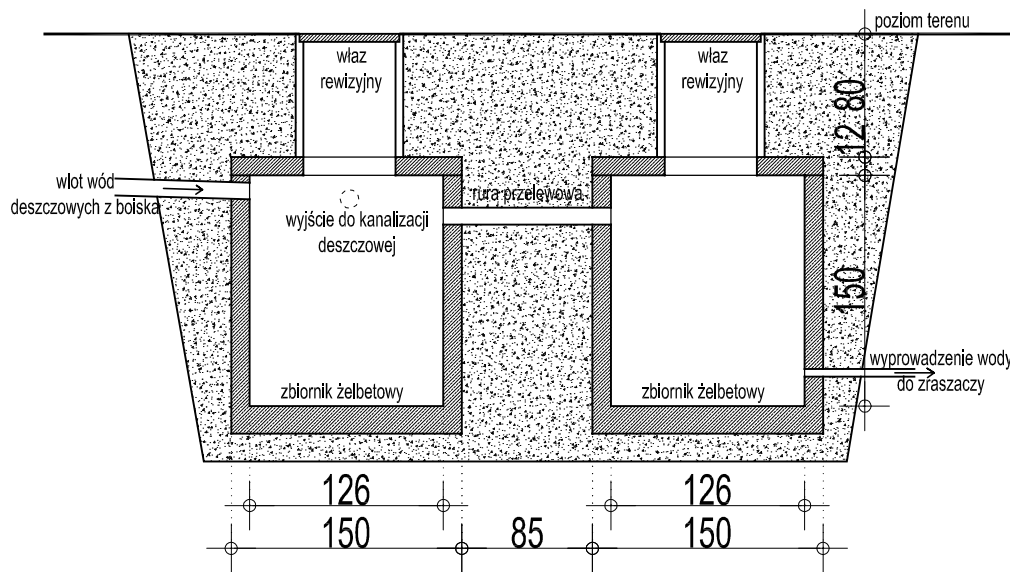 poziom terenu
właz
rewizyjny
właz
rewizyjny
80
12
wlot wód
deszczowych z boiska
rura przelewowa
wyjście do kanalizacji
deszczowej
150
wyprowadzenie wody
do zraszaczy
zbiornik żelbetowy
zbiornik żelbetowy
126
126
150
85
150